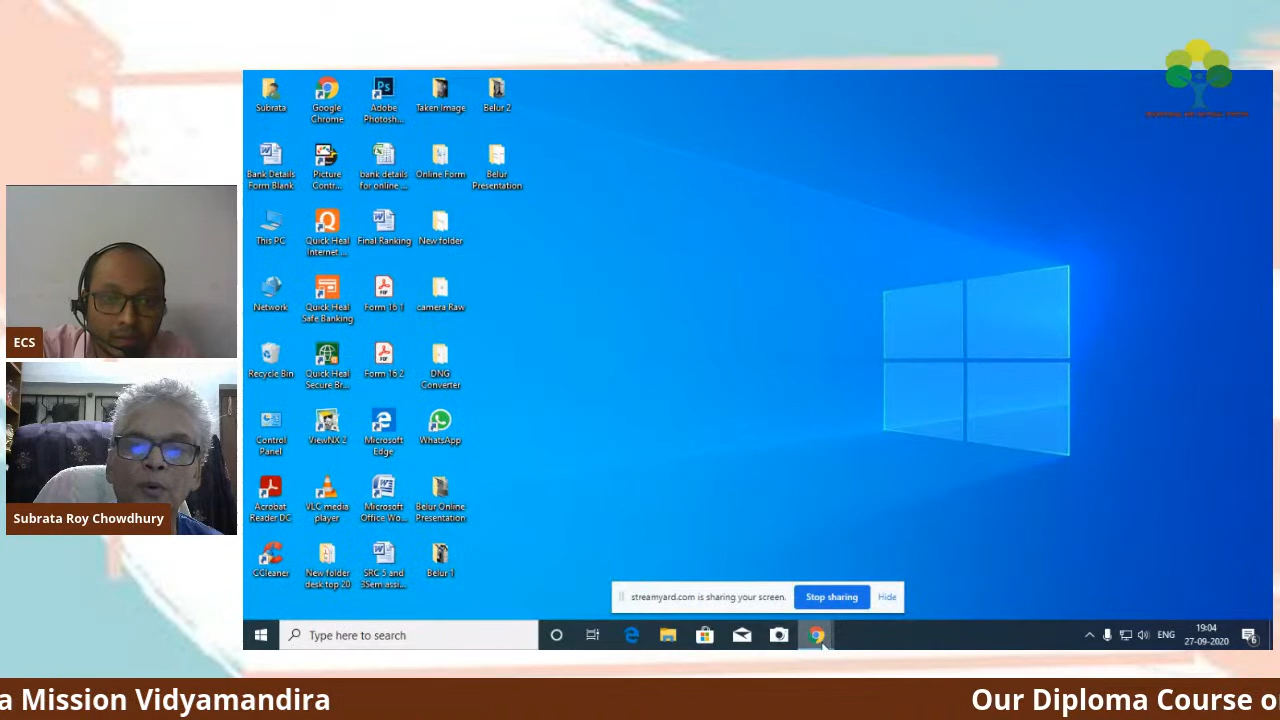 Subrata
Google
Chrome
Adobe
Photosh...
Taken Image
Belur 2
Bank Details
Form Blank
Picture
Contr...
bank details
for online ...
Online Form
Belur
Presentation
This PC
Quick Heal
Internet ...
Final Ranking
New folder
Network
Quick Heal
Safe Banking
Form 16 1
camera Raw
Recycle Bin
Quick Heal
Secure Br...
Form 16 2
DNG
Converter
Control
Panel
ViewNX 2
Microsoft
Edge
WhatsApp
Acrobat
Reader DC
VLC media
player
Microsoft
Office Wo...
Belur Online
Presentation
CCleaner
New folder
desk top 20
SRC 5 and
3Sem assi...
Belur 1
ECS
Subrata Roy Chowdhury
streamyard.com is sharing your screen.
Stop sharing
Hide
Type here to search
ENG
19:04
27-09-2020
6
a Mission Vidyamandira
Our Diploma Course o